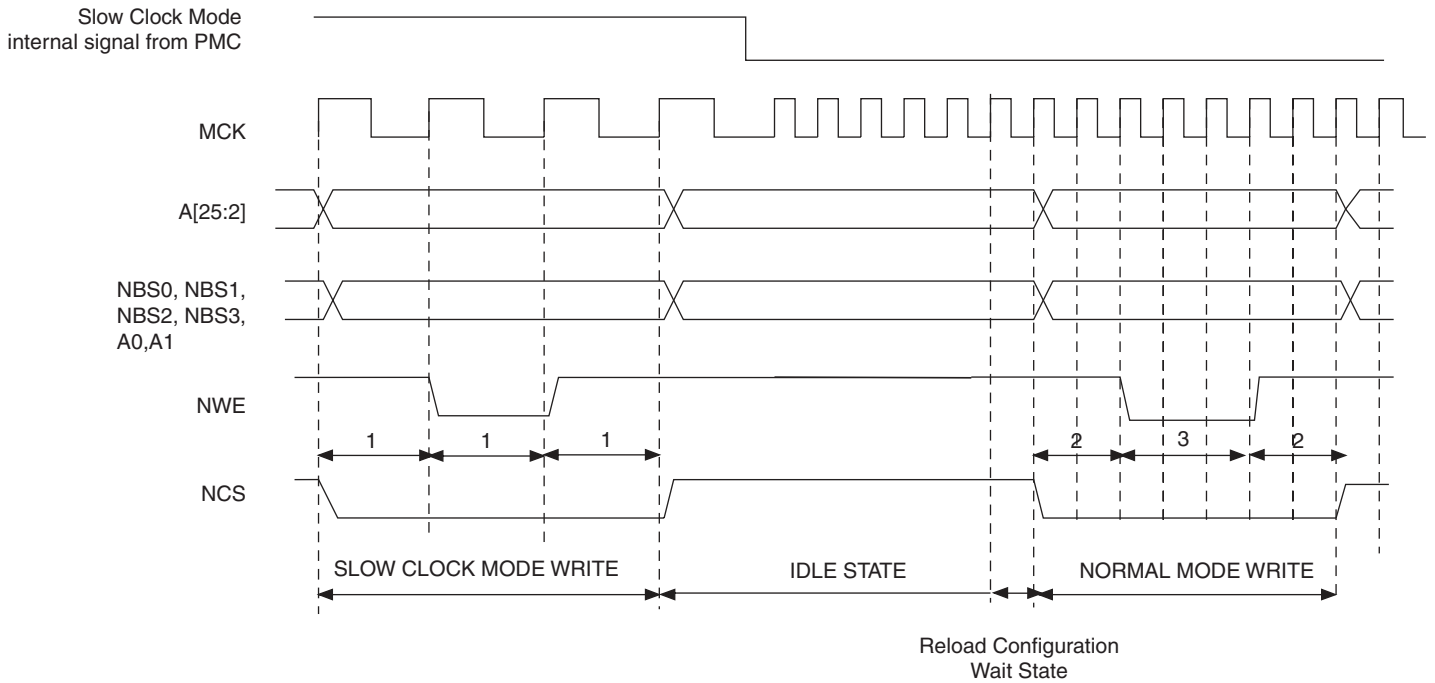 Slow Clock Mode
internal signal from PMC
MCK
A[25:2]
NBS0, NBS1,
NBS2, NBS3,
A0,A1
NWE
1 1 1 2 3 2
NCS
SLOW CLOCK MODE WRITE IDLE STATE NORMAL MODE WRITE
Reload Configuration
Wait State